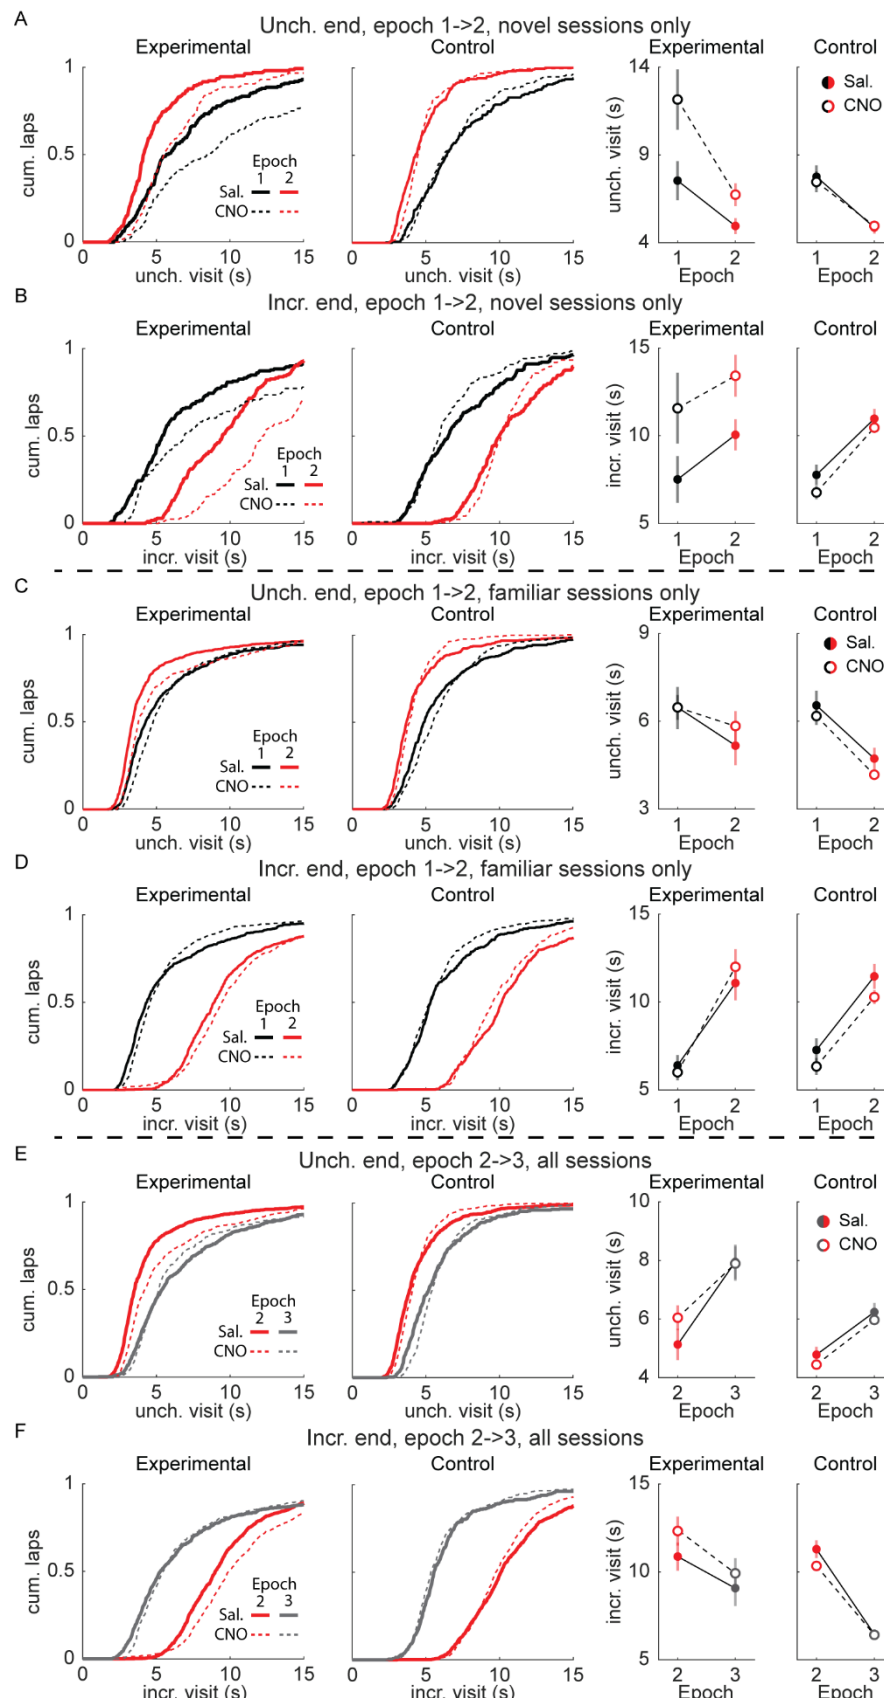 A
Unch. end, epoch 1->2, novel sessions only
Experimental Control Experimental Control
cum. laps
1
0.5
0
0 5 10 15
unch. visit (s)
Epoch
1 2
Sal.
CNO
0 5 10 15
unch. visit (s)
unch. visit (s)
14
9
4
1 2
Epoch
Sal.
CNO
1 2
Epoch
B
Incr. end, epoch 1->2, novel sessions only
Experimental Control Experimental Control
cum. laps
1
0.5
0
0 5 10 15
incr. visit (s)
Epoch
1 2
Sal.
CNO
0 5 10 15
incr. visit (s)
incr. visit (s)
15
10
5
1 2
Epoch
1 2
Epoch
C
Unch. end, epoch 1->2, familiar sessions only
Experimental Control Experimental Control
cum. laps
1
0.5
0
0 5 10 15
unch. visit (s)
Epoch
1 2
Sal.
CNO
0 5 10 15
unch. visit (s)
unch. visit (s)
9
6
3
1 2
Epoch
Sal.
CNO
1 2
Epoch
D
Incr. end, epoch 1->2, familiar sessions only
Experimental Control Experimental Control
cum. laps
1
0.5
0
0 5 10 15
incr. visit (s)
Epoch
1 2
Sal.
CNO
0 5 10 15
incr. visit (s)
incr. visit (s)
15
10
5
1 2
Epoch
1 2
Epoch
E
Unch. end, epoch 2->3, all sessions
Experimental Control Experimental Control
cum. laps
1
0.5
0
0 5 10 15
unch. visit (s)
Epoch
2 3
Sal.
CNO
0 5 10 15
unch. visit (s)
unch. visit (s)
10
8
6
4
2 3
Epoch
Sal.
CNO
2 3
Epoch
F
Incr. end, epoch 2->3, all sessions
Experimental Control Experimental Control
cum. laps
1
0.5
0
0 5 10 15
incr. visit (s)
Epoch
2 3
Sal.
CNO
0 5 10 15
incr. visit (s)
incr. visit (s)
15
10
5
2 3
Epoch
2 3
Epoch